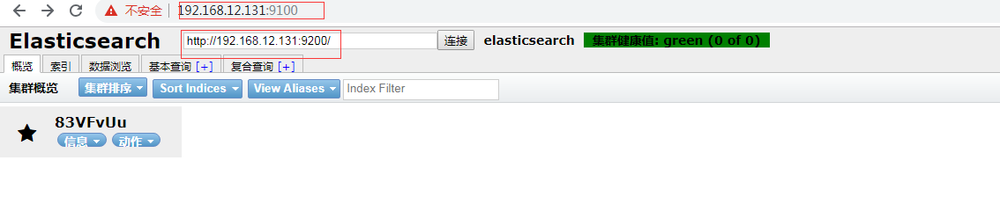 不安全 192.168.12.131:9100
Elasticsearch http://192.168.12.131:9200/ 连接 elasticsearch 集群健康值: green (0 of 0)
概览 索引 数据浏览 基本查询 [+] 复合查询 [+]
集群概览 集群排序 Sort Indices View Aliases Index Filter
83VFvUu
信息 动作